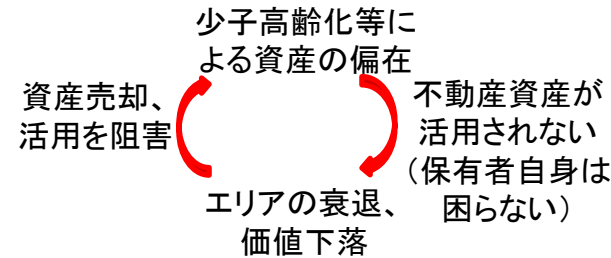 少子高齢化等に
よる資産の偏在
不動産資産が
活用されない
（保有者自身は
困らない）
エリアの衰退、
価値下落
資産売却、
活用を阻害